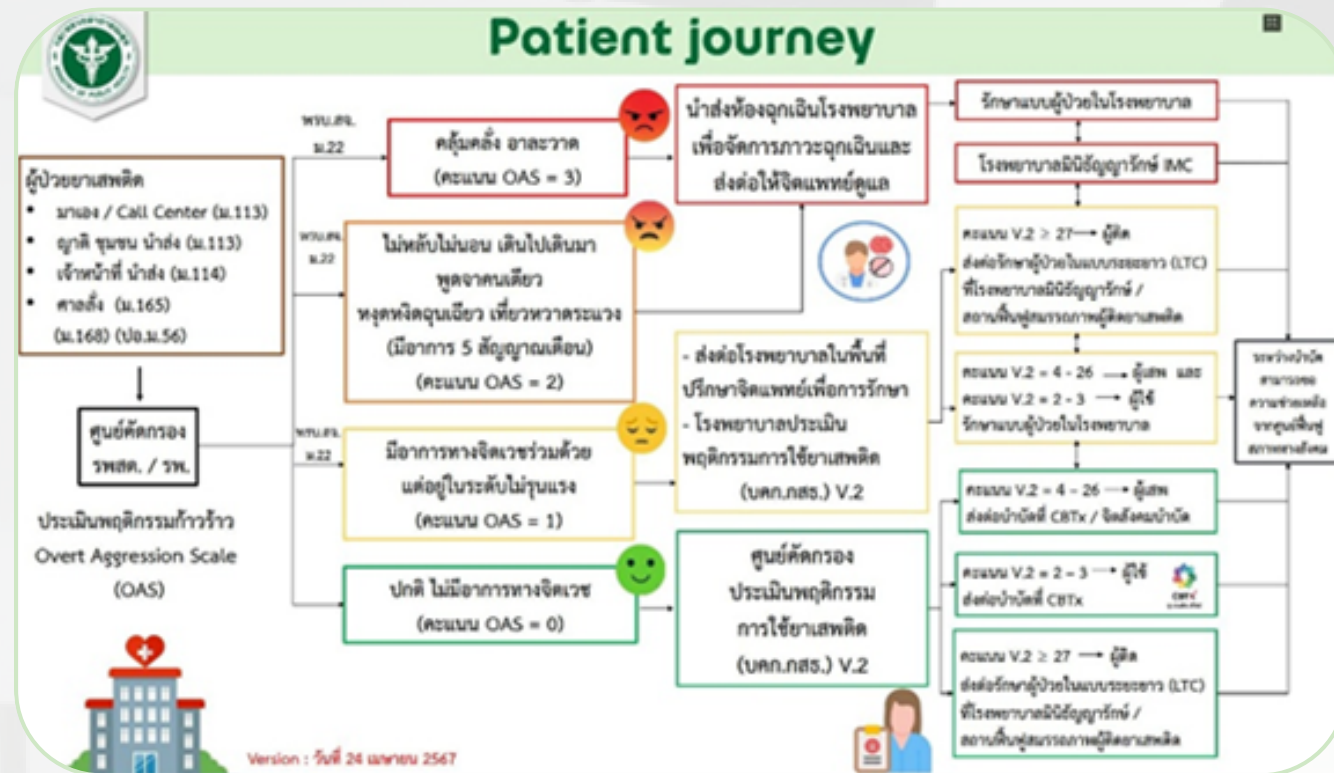 Patient journey
ผู้ป่วยยาเสพติด
• มาเอง / Call Center (ม.113)
• ญาติ ชุมชน นำส่ง (ม.113)
• เจ้าหน้าที่ นำส่ง (ม.114)
• ศาลสั่ง (ม.165)
(ม.168) (ปอ.ม.56)
ศูนย์คัดกรอง
รพสต. / รพ.
ประเมินพฤติกรรมก้าวร้าว
Overt Aggression Scale
(OAS)
พรบ.สจ.
ม.22
คลุ้มคลั่ง อาละวาด
(คะแนน OAS = 3)
พรบ.สจ.
ม.22
ไม่หลับไม่นอน เดินไปเดินมา
พูดจาคนเดียว
หงุดหงิดฉุนเฉียว เที่ยวหวาดระแวง
(มีอาการ 5 สัญญาณเตือน)
(คะแนน OAS = 2)
พรบ.สจ.
ม.22
มีอาการทางจิตเวชร่วมด้วย
แต่อยู่ในระดับไม่รุนแรง
(คะแนน OAS = 1)
ปกติ ไม่มีอาการทางจิตเวช
(คะแนน OAS = 0)
นำส่งห้องฉุกเฉินโรงพยาบาล
เพื่อจัดการภาวะฉุกเฉินและ
ส่งต่อให้จิตแพทย์ดูแล
- ส่งต่อโรงพยาบาลในพื้นที่
ปรึกษาจิตแพทย์เพื่อการรักษา
- โรงพยาบาลประเมิน
พฤติกรรมการใช้ยาเสพติด
(บคก.กสธ.) V.2
ศูนย์คัดกรอง
ประเมินพฤติกรรม
การใช้ยาเสพติด
(บคก.กสธ.) V.2
รักษาแบบผู้ป่วยในโรงพยาบาล
โรงพยาบาลมินิธัญญารักษ์ IMC
คะแนน V.2 ≥ 27 → ผู้ติด
ส่งต่อรักษาผู้ป่วยในแบบระยะยาว (LTC)
ที่โรงพยาบาลมินิธัญญารักษ์ /
สถานฟื้นฟูสมรรถภาพผู้ติดยาเสพติด
คะแนน V.2 = 4 - 26 → ผู้เสพ และ
คะแนน V.2 = 2 - 3 → ผู้ใช้
รักษาแบบผู้ป่วยในโรงพยาบาล
คะแนน V.2 = 4 – 26 → ผู้เสพ
ส่งต่อบำบัดที่ CBTx / จิตสังคมบำบัด
คะแนน V.2 = 2 – 3 → ผู้ใช้
ส่งต่อบำบัดที่ CBTx
CBTx
คะแนน V.2 ≥ 27 → ผู้ติด
ส่งต่อรักษาผู้ป่วยในแบบระยะยาว (LTC)
ที่โรงพยาบาลมินิธัญญารักษ์ /
สถานฟื้นฟูสมรรถภาพผู้ติดยาเสพติด
ระหว่างบำบัด
สามารถขอ
ความช่วยเหลือ
จากศูนย์ฟื้นฟู
สภาพทางสังคม
Version : วันที่ 24 เมษายน 2567